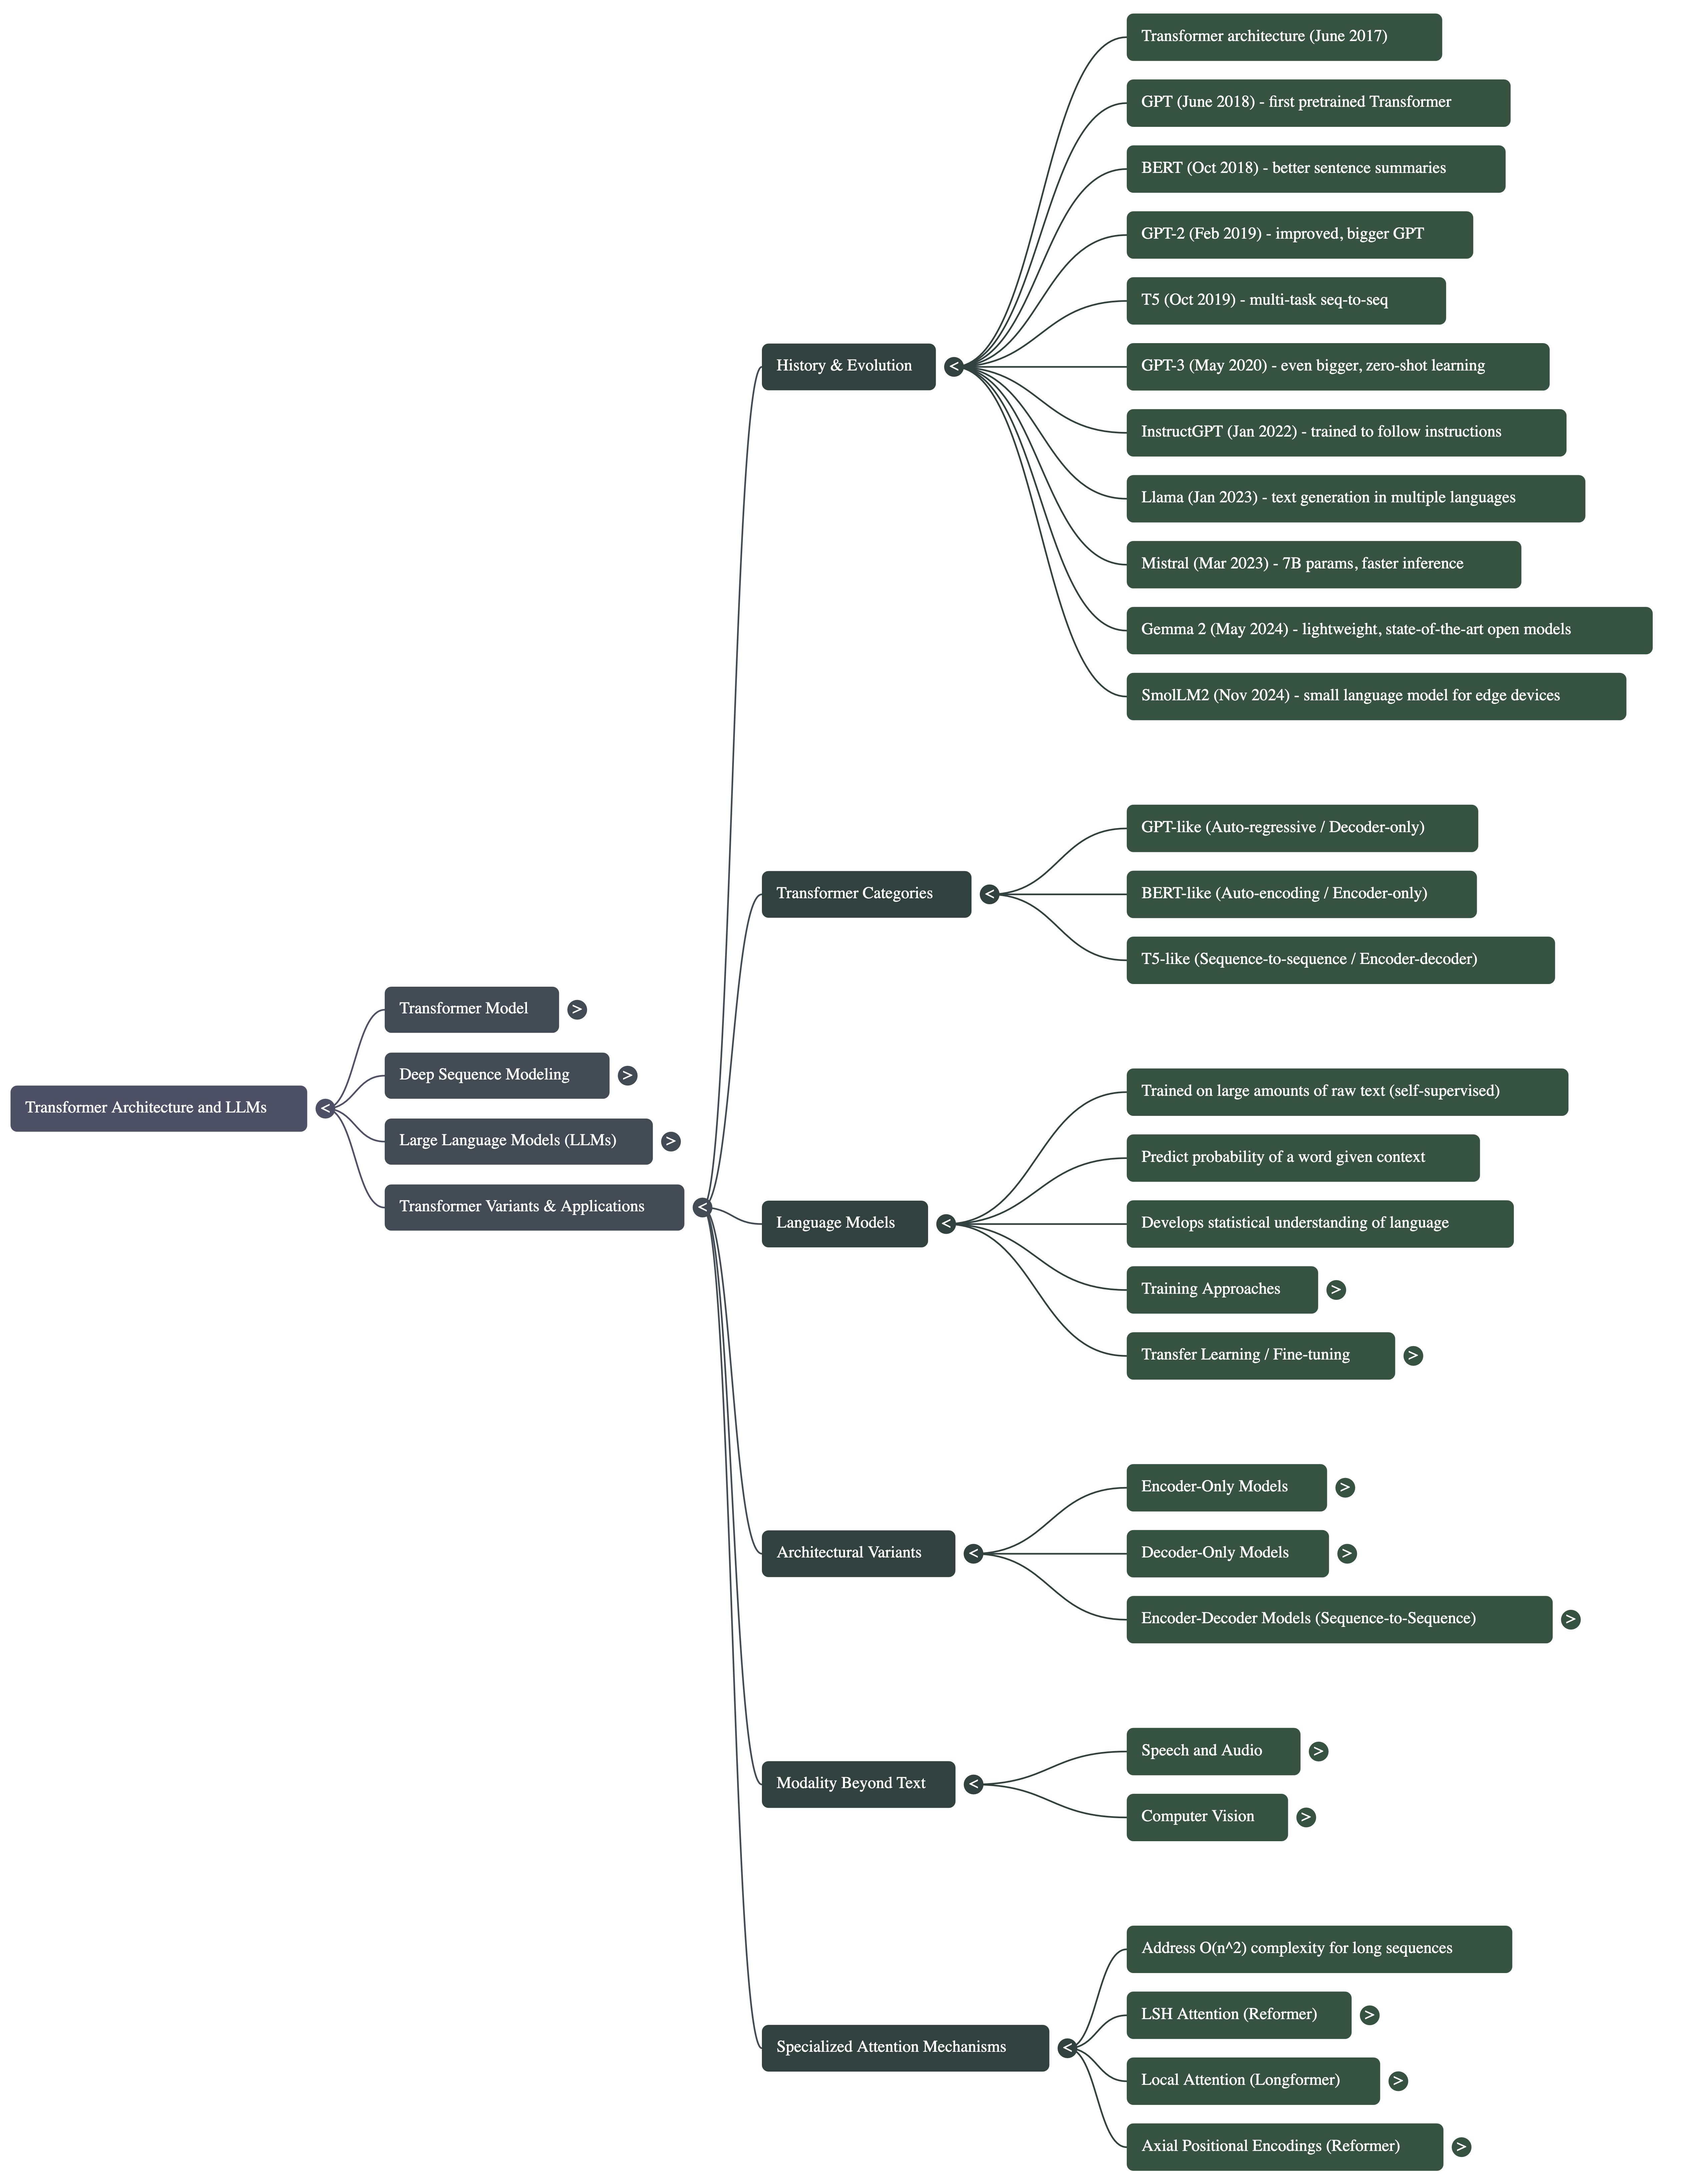 Transformer Architecture and LLMs
<
Transformer Model
>
Deep Sequence Modeling
>
Large Language Models (LLMs)
>
Transformer Variants & Applications
<
History & Evolution
<
Transformer architecture (June 2017)
GPT (June 2018) - first pretrained Transformer
BERT (Oct 2018) - better sentence summaries
GPT-2 (Feb 2019) - improved, bigger GPT
T5 (Oct 2019) - multi-task seq-to-seq
GPT-3 (May 2020) - even bigger, zero-shot learning
InstructGPT (Jan 2022) - trained to follow instructions
Llama (Jan 2023) - text generation in multiple languages
Mistral (Mar 2023) - 7B params, faster inference
Gemma 2 (May 2024) - lightweight, state-of-the-art open models
SmolLM2 (Nov 2024) - small language model for edge devices
Transformer Categories
<
GPT-like (Auto-regressive / Decoder-only)
BERT-like (Auto-encoding / Encoder-only)
T5-like (Sequence-to-sequence / Encoder-decoder)
Language Models
<
Trained on large amounts of raw text (self-supervised)
Predict probability of a word given context
Develops statistical understanding of language
Training Approaches
>
Transfer Learning / Fine-tuning
>
Architectural Variants
<
Encoder-Only Models
>
Decoder-Only Models
>
Encoder-Decoder Models (Sequence-to-Sequence)
>
Modality Beyond Text
<
Speech and Audio
>
Computer Vision
>
Specialized Attention Mechanisms
<
Address O(n^2) complexity for long sequences
LSH Attention (Reformer)
>
Local Attention (Longformer)
>
Axial Positional Encodings (Reformer)
>